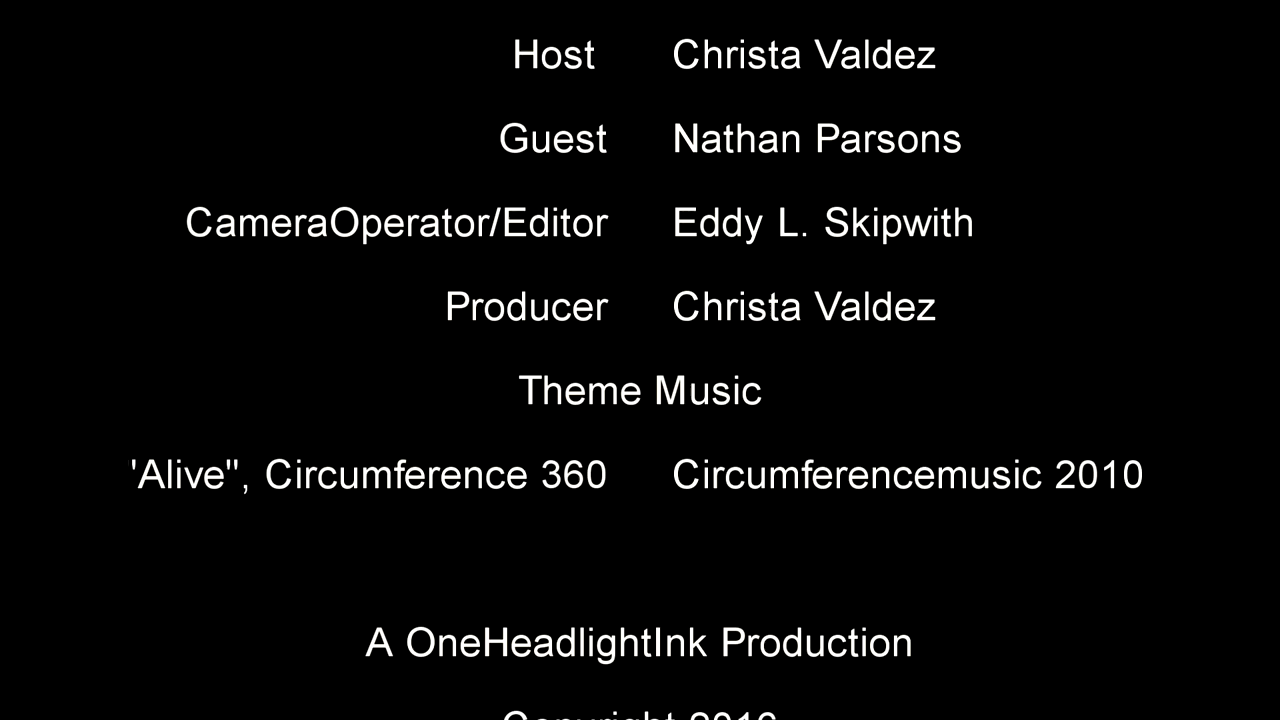 Host Christa Valdez
Guest Nathan Parsons
CameraOperator/Editor Eddy L. Skipwith
Producer Christa Valdez
Theme Music
'Alive", Circumference 360 Circumferencemusic 2010
A OneHeadlightInk Production
Copyright